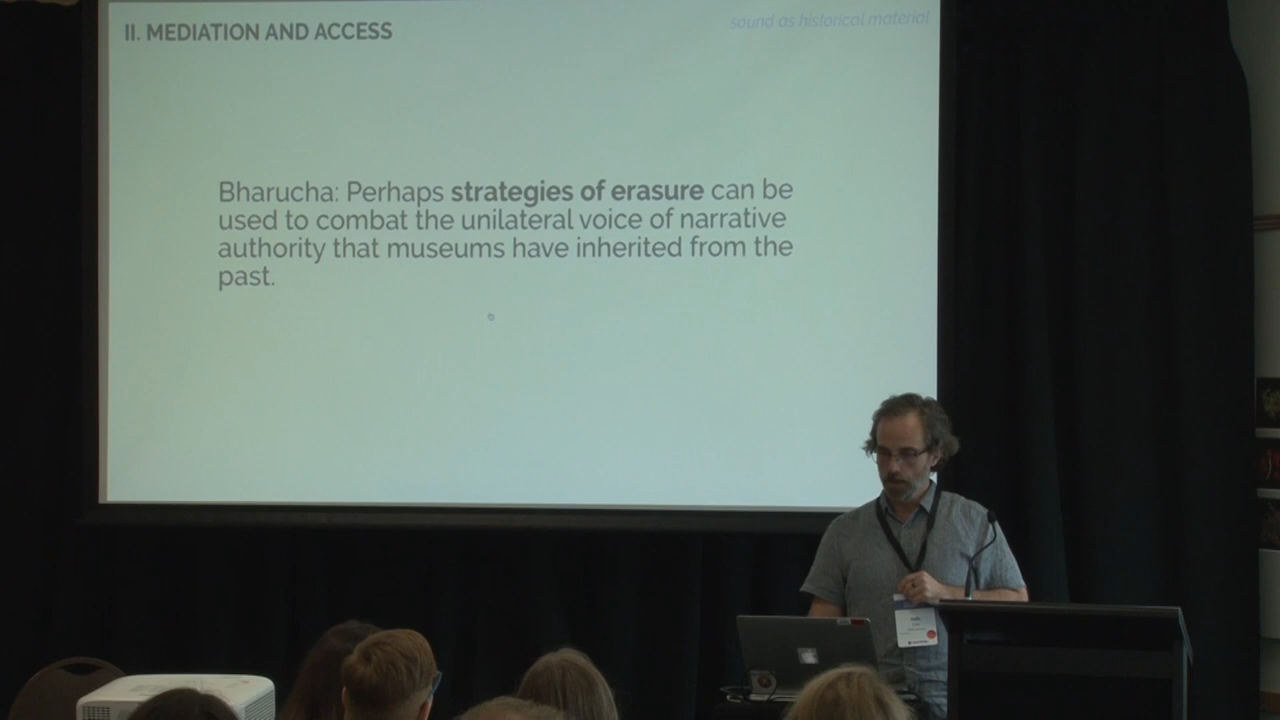 II. MEDIATION AND ACCESS
sound as historical material
Bharucha: Perhaps strategies of erasure can be
used to combat the unilateral voice of narrative
authority that museums have inherited from the
past.